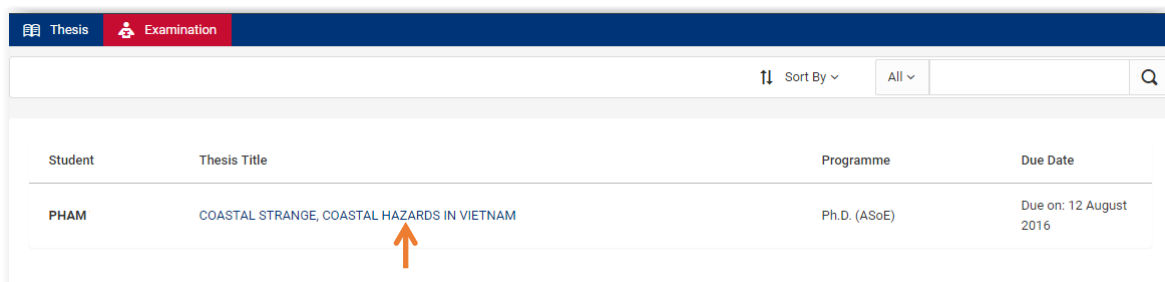 Thesis Examination
Sort By All
Student Thesis Title Programme Due Date
PHAM COASTAL STRANGE, COASTAL HAZARDS IN VIETNAM Ph.D. (ASoE) Due on: 12 August
2016